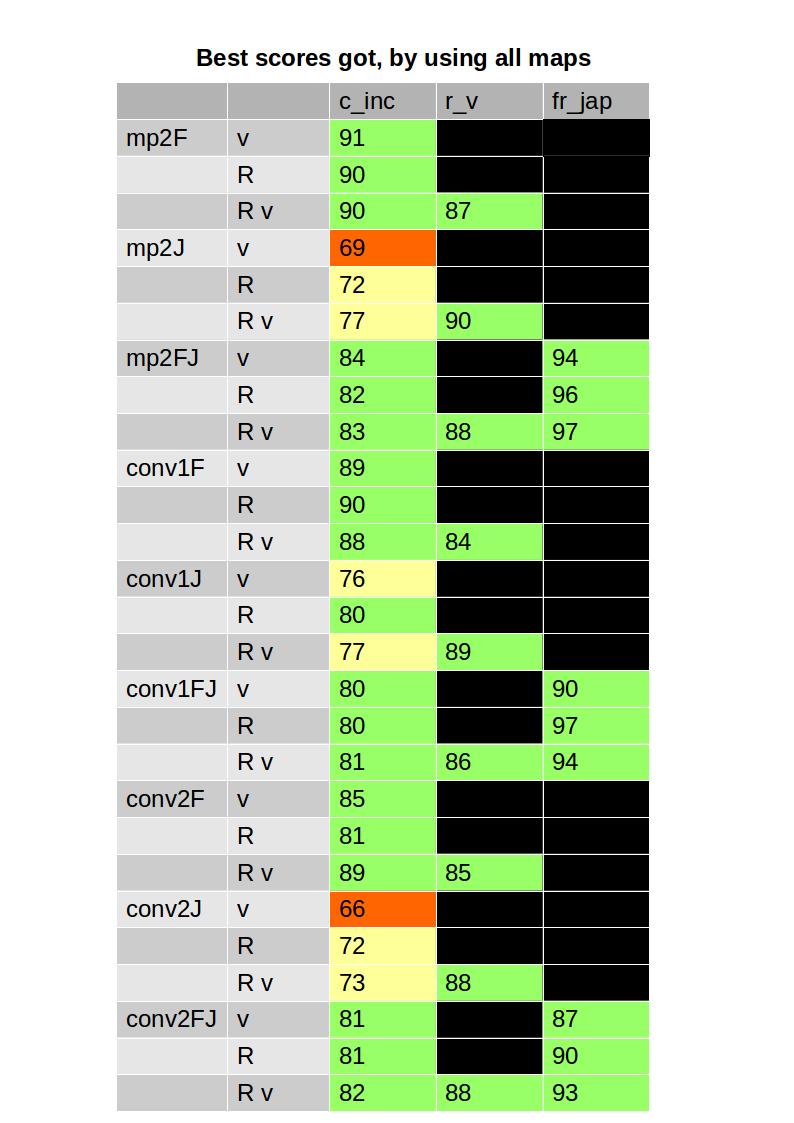 Best scores got, by using all maps
c_inc r_v fr_jap
mp2F v 91
R 90
R v 90 87
mp2J v 69
R 72
R v 77 90
mp2FJ v 84 94
R 82 96
R v 83 88 97
conv1F v 89
R 90
R v 88 84
conv1J v 76
R 80
R v 77 89
conv1FJ v 80 90
R 80 97
R v 81 86 94
conv2F v 85
R 81
R v 89 85
conv2J v 66
R 72
R v 73 88
conv2FJ v 81 87
R 81 90
R v 82 88 93